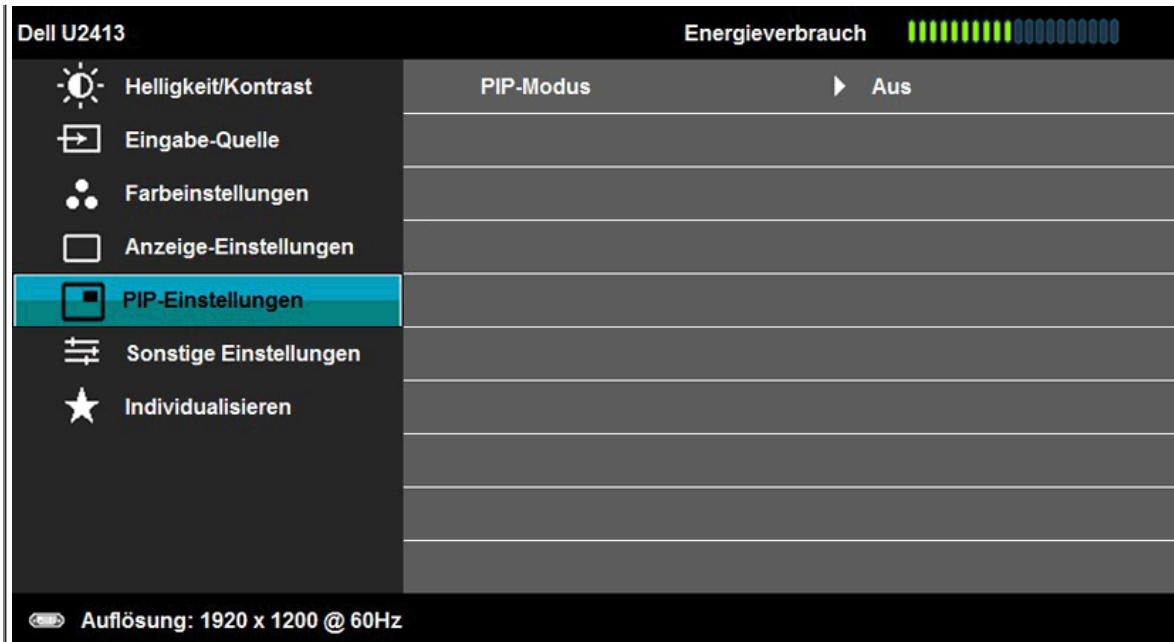 Dell U2413 Energieverbrauch
Helligkeit/Kontrast PIP-Modus Aus
Eingabe-Quelle
Farbeinstellungen
Anzeige-Einstellungen
PIP-Einstellungen
Sonstige Einstellungen
Individualisieren
Auflösung: 1920 x 1200 @ 60Hz